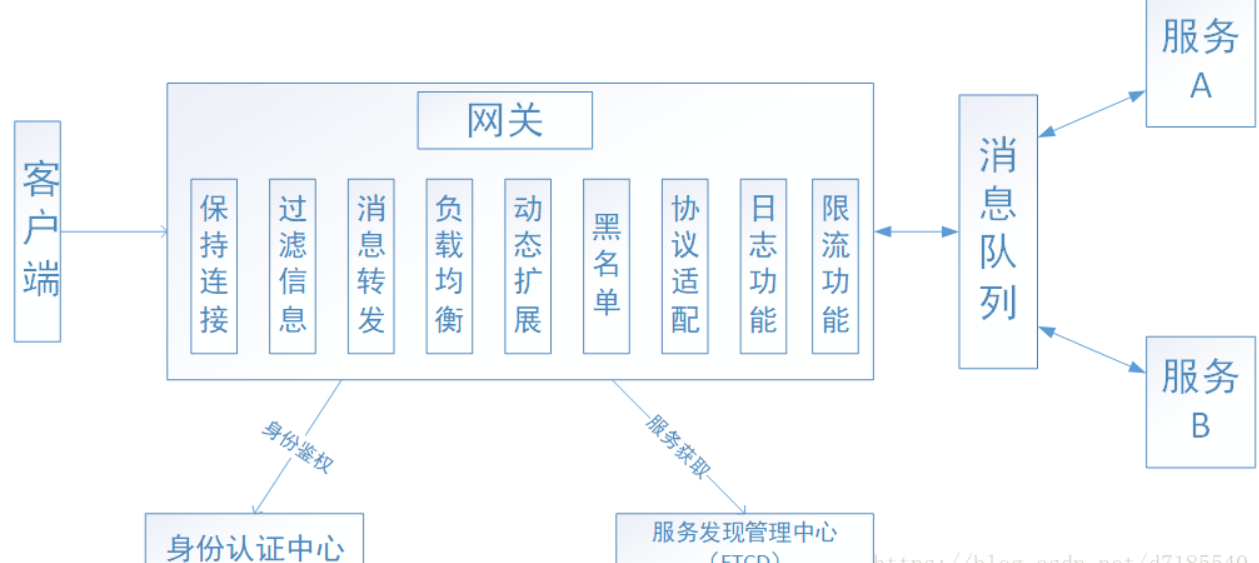 网关
客户端
保持连接
过滤信息
消息转发
负载均衡
动态扩展
黑名单
协议适配
日志功能
限流功能
消息队列
服务
A
服务
B
身份鉴权
服务获取
身份认证中心
服务发现管理中心
(ETCD)
https://blog.csdn.net/d7185540